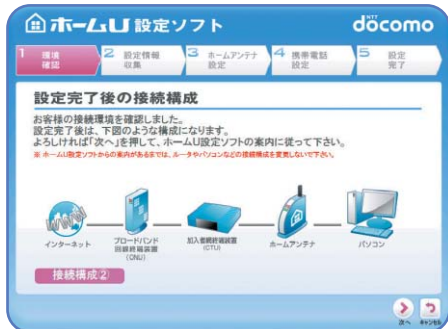 ホームU 設定ソフト
NTT
döcomo
1 環境
確認
2 設定情報
収集
3 ホームアンテナ
設定
4 携帯電話
設定
5 設定
完了
設定完了後の接続構成
お客様の接続環境を確認しました。
設定完了後は、下図のような構成になります。
よろしければ「次へ」を押して、ホームU設定ソフトの案内に従って下さい。
※ ホームU設定ソフトからの案内があるまでは、ルータやパソコンなどの接続構成を変更しないで下さい。
WWW
インターネット
ブロードバンド
回線終端装置
(ONU)
加入者網終端装置
(CTU)
ホームアンテナ
パソコン
接続構成②
次へ
キャンセル